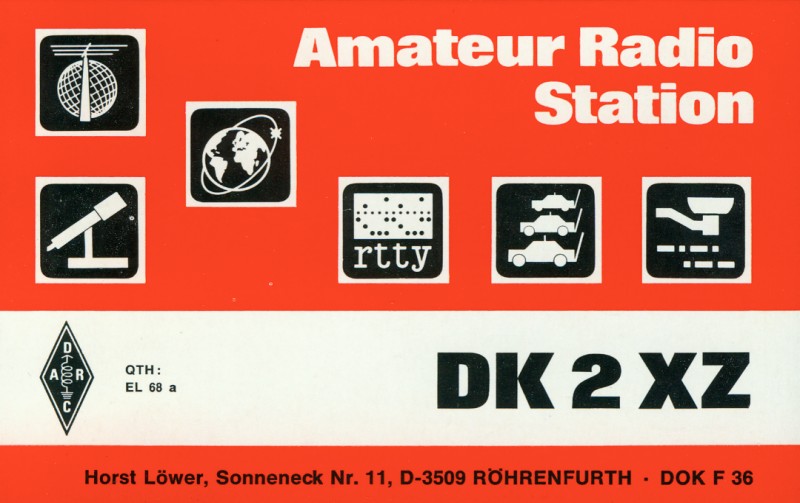 Amateur Radio
Station
rtty
DARC
QTH:
EL 68 a
DK 2 XZ
Horst Löwer, Sonneneck Nr. 11, D-3509 RÖHRENFURTH · DOK F 36